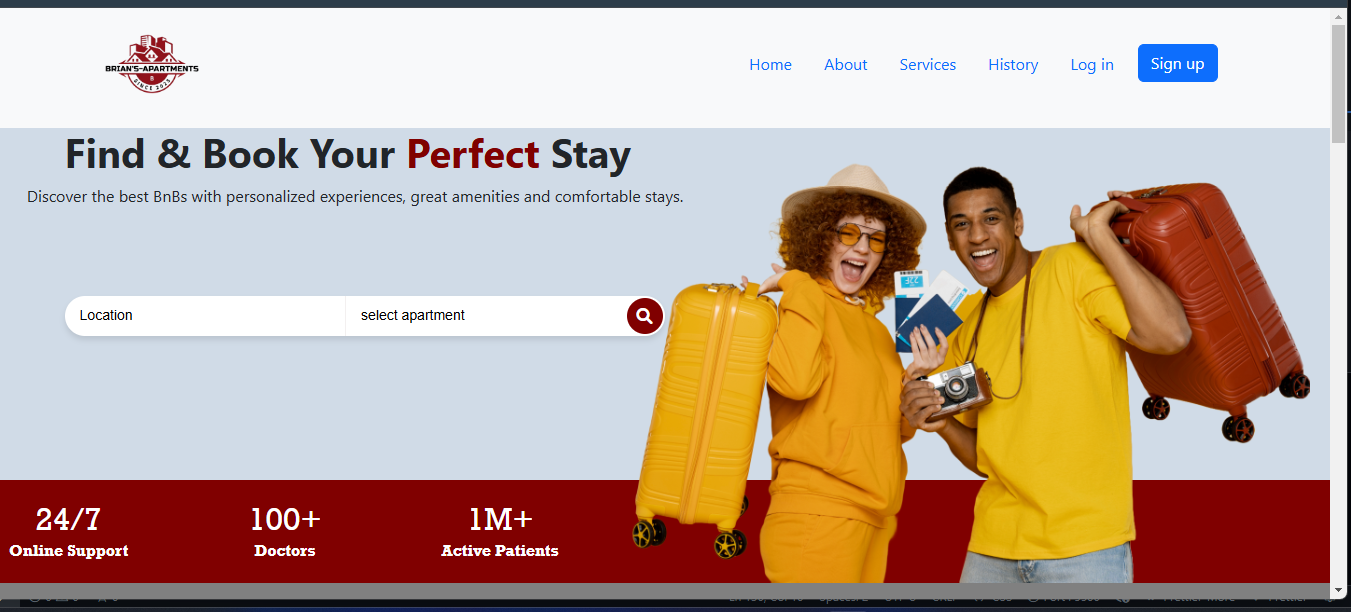 BRIAN'S-APARTMENTS
B
SINCE 2025
Home About Services History Log in Sign up
Find & Book Your Perfect Stay
Discover the best BnBs with personalized experiences, great amenities and comfortable stays.
Location select apartment
24/7 100+ 1M+
Online Support Doctors Active Patients